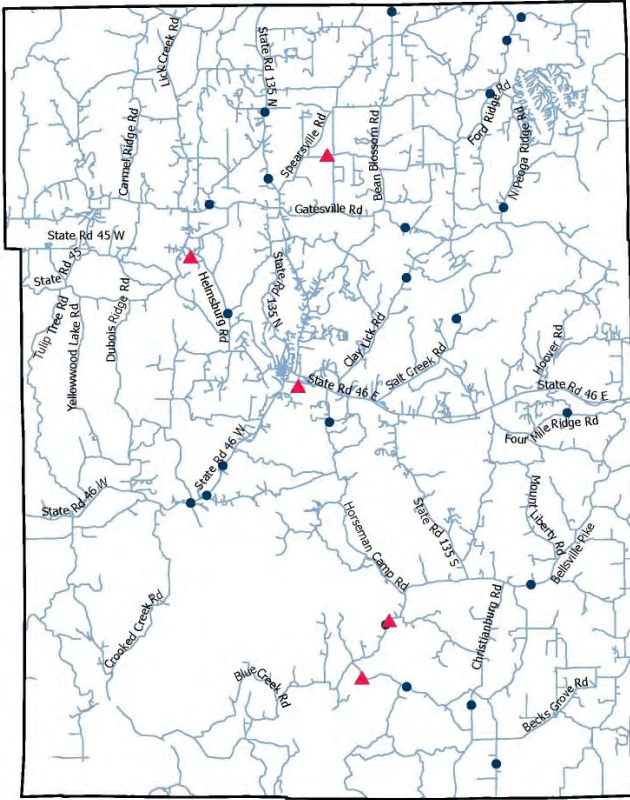 Lick Creek Rd
State Rd 135 N
Carmel Ridge Rd
Spearsville Rd
Bean Blossom Rd
Ford Ridge Rd
N Peoga Ridge Rd
Gatesville Rd
State Rd 45 W
State Rd 45
Helmsburg Rd
State Rd 135 N
Tulip Tree Rd
Yellowwood Lake Rd
Dubois Ridge Rd
Clay Lick Rd
Salt Creek Rd
Hoover Rd
State Rd 46 E
State Rd 46 E
Four Mile Ridge Rd
State Rd 46 W
State Rd 46 W
Horseman Camp Rd
State Rd 135 S
Mount Liberty Rd
Bellsville Pike
Crooked Creek Rd
Christianburg Rd
Blue Creek Rd
Becks Grove Rd